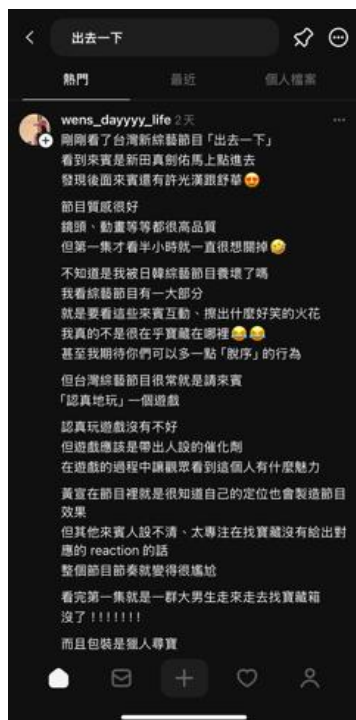 出去一下
熱門
最近
個人檔案
wens_dayyyy_life 2天
剛剛看了台灣新綜藝節目「出去一下」
看到來賓是新田真劍佑馬上點進去
發現後面來賓還有許光漢跟舒華😍
節目質感很好
鏡頭、動畫等等都很高品質
但第一集才看半小時就一直很想關掉🤣
不知道是我被日韓綜藝節目養壞了嗎
我看綜藝節目有一大部分
就是要看這些來賓互動、擦出什麼好笑的火花
我真的不是很在乎寶藏在哪裡😂😂
甚至我期待你們可以多一點「脫序」的行為
但台灣綜藝節目很常就是請來賓
「認真地玩」一個遊戲
認真玩遊戲沒有不好
但遊戲應該是帶出人設的催化劑
在遊戲的過程中讓觀眾看到這個人有什麼魅力
黃宣在節目裡就是很知道自己的定位也會製造節目
效果
但其他來賓人設不清、太專注在找寶藏沒有給出對
應的 reaction 的話
整個節目節奏就變得很尷尬
看完第一集就是一群大男生走來走去找寶藏箱
沒了 ! ! ! ! ! ! !
而且包裝是獵人尋寶